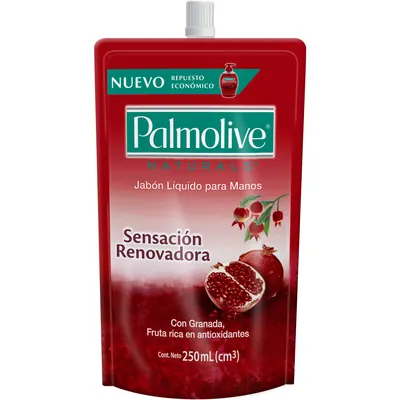 NUEVO REPUESTO
ECONÓMICO
Palmolive
NATURALS
Jabón Líquido para Manos
Sensación
Renovadora
Con Granada,
Fruta rica en antioxidantes
Cont. Neto 250mL(cm³)